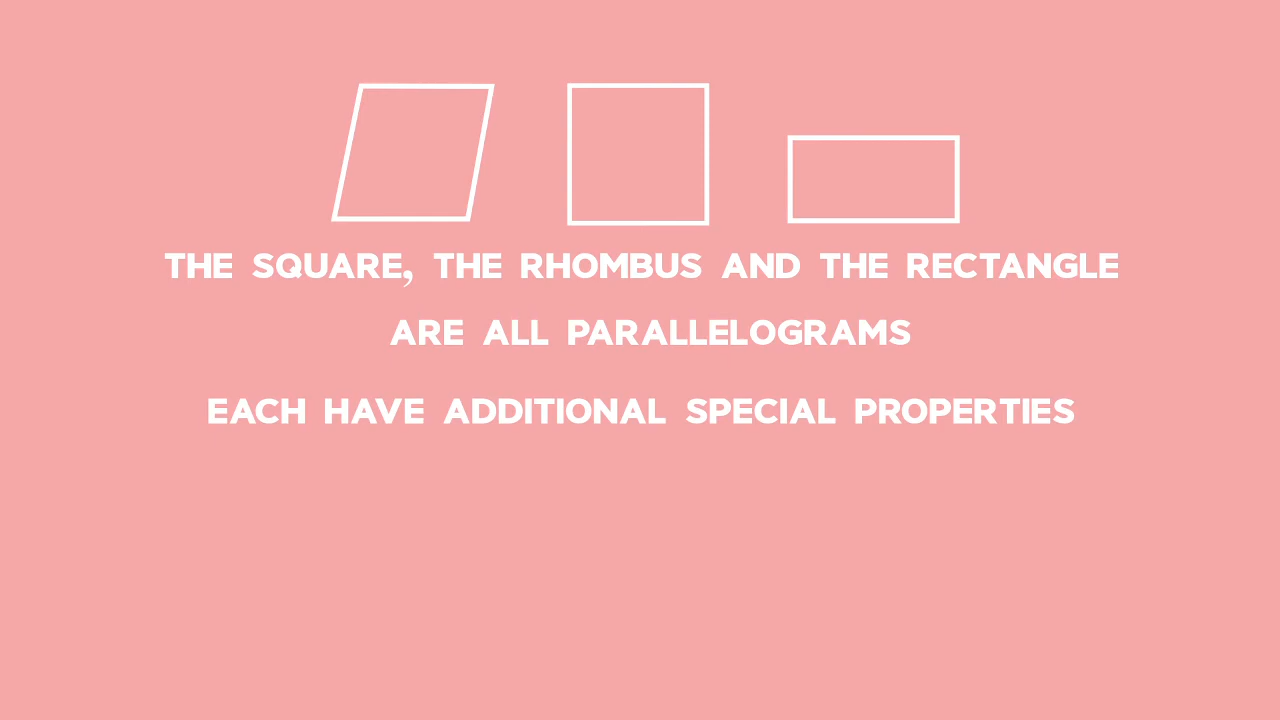 THE SQUARE, THE RHOMBUS AND THE RECTANGLE
ARE ALL PARALLELOGRAMS
EACH HAVE ADDITIONAL SPECIAL PROPERTIES